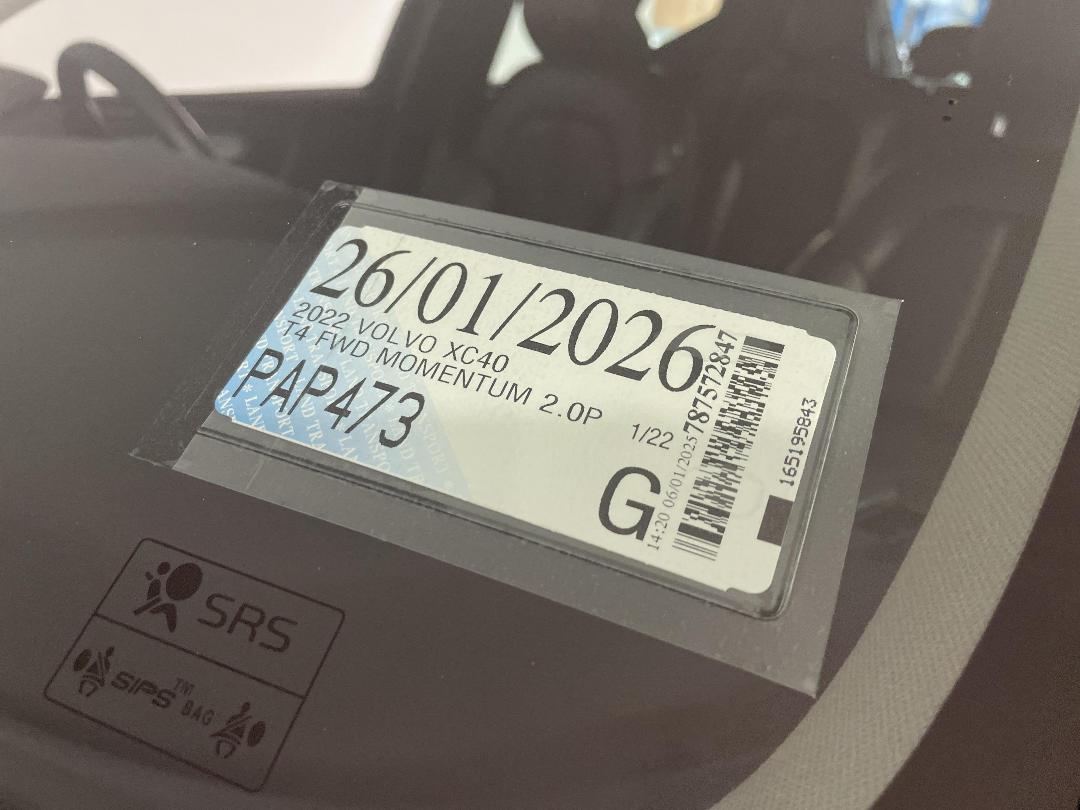 26/01/2026
2022 VOLVO XC40
T4 FWD MOMENTUM 2.0P
PAP473
1/22
G
14:20 06/01/2025
787572847
165195843
SRS
SIPS™ BAG